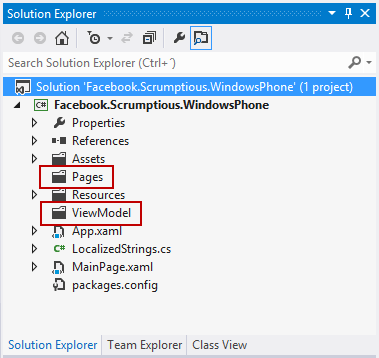 Solution Explorer
Search Solution Explorer (Ctrl+´)
Solution 'Facebook.Scrumptious.WindowsPhone' (1 project)
C# Facebook.Scrumptious.WindowsPhone
Properties
References
Assets
Pages
Resources
ViewModel
App.xaml
C# LocalizedStrings.cs
MainPage.xaml
packages.config
Solution Explorer Team Explorer Class View